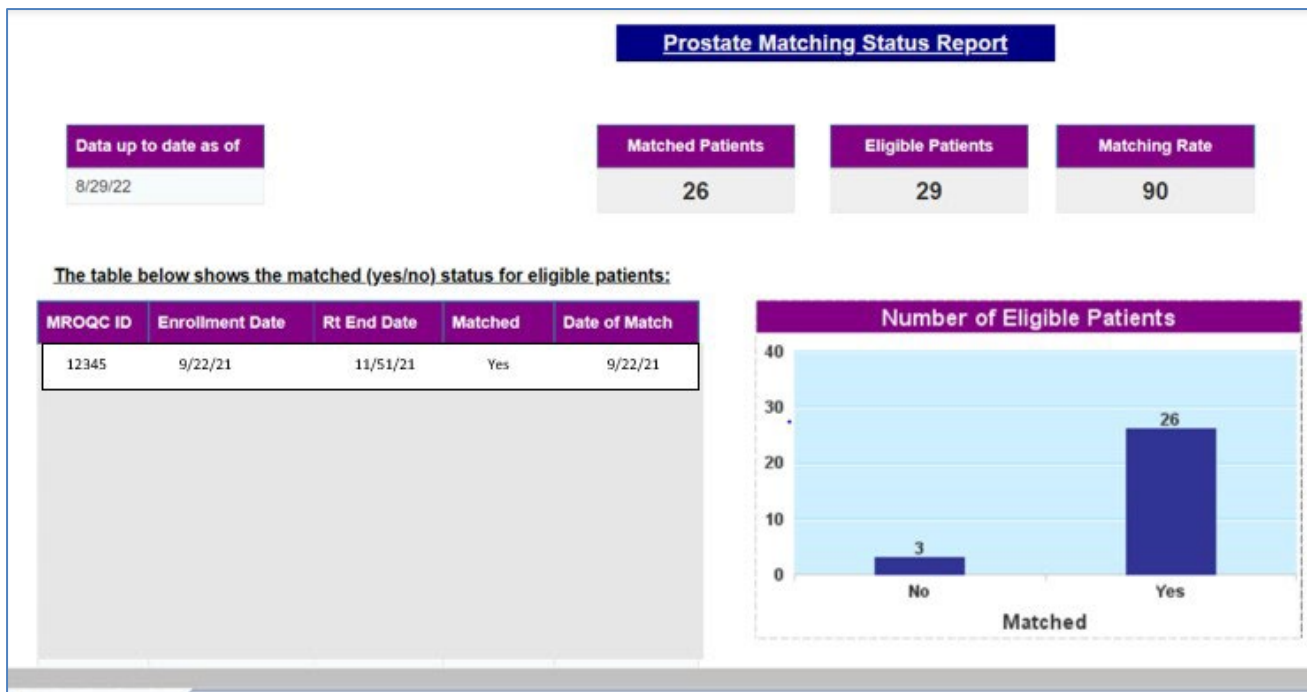 Prostate Matching Status Report
Data up to date as of
8/29/22
Matched Patients
26
Eligible Patients
29
Matching Rate
90
The table below shows the matched (yes/no) status for eligible patients:
MROQC ID Enrollment Date Rt End Date Matched Date of Match
12345 9/22/21 11/51/21 Yes 9/22/21
Number of Eligible Patients
40
30
20
10
0
3
26
No Yes
Matched